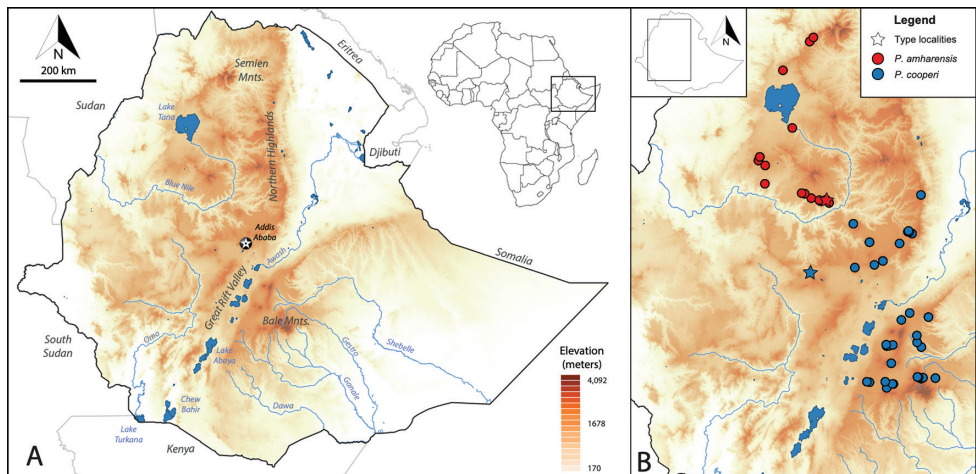 N
200 km
Sudan
Semien
Mnts.
Eritrea
Lake
Tana
Northern Highlands
Djibuti
Blue Nile
Addis
Ababa
Awash
Somalia
Great Rift Valley
South
Sudan
Omo
Bale Mnts.
Lake
Abaya
Gestro
Shebelle
Ganale
Dawa
Chew
Bahir
Lake
Turkana
Kenya
Elevation
(meters)
4,092
1678
170
A
N
Legend
Type localities
P. amharensis
P. cooperi
B